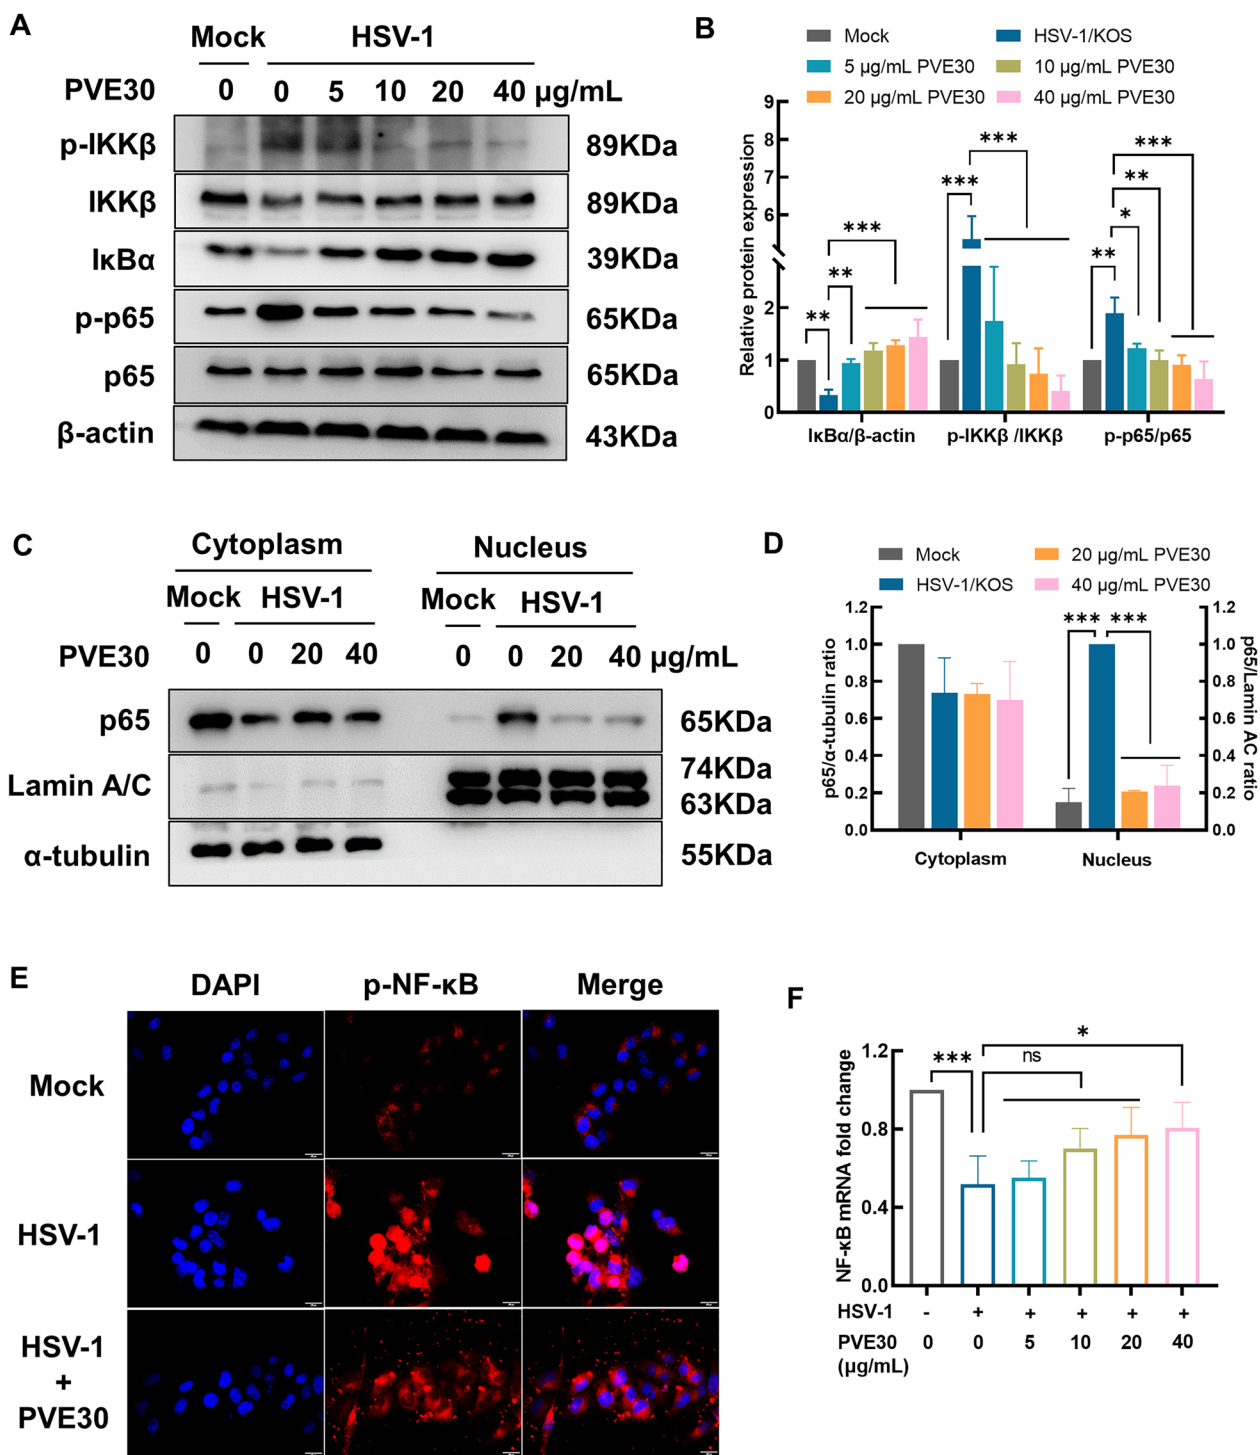 A
Mock HSV-1
PVE30 0 0 5 10 20 40 μg/mL
p-IKKβ 89KDa
IKKβ 89KDa
IκBα 39KDa
p-p65 65KDa
p65 65KDa
β-actin 43KDa
B
Mock HSV-1/KOS
5 μg/mL PVE30 10 μg/mL PVE30
20 μg/mL PVE30 40 μg/mL PVE30
Relative protein expression
9
8
7
6
2
1
0
** ** *** *** *** ** * ** ***
IκBα/β-actin p-IKKβ /IKKβ p-p65/p65
C
Cytoplasm Nucleus
Mock HSV-1 Mock HSV-1
PVE30 0 0 20 40 0 0 20 40 μg/mL
p65 65KDa
Lamin A/C 74KDa
63KDa
α-tubulin 55KDa
D
Mock 20 μg/mL PVE30
HSV-1/KOS 40 μg/mL PVE30
p65/α-tubulin ratio
1.2 1.2
1.0 1.0
0.8 0.8
0.6 0.6
0.4 0.4
0.2 0.2
0.0 0.0
*** ***
p65/Lamin AC ratio
Cytoplasm Nucleus
E
DAPI p-NF-κB Merge
Mock
HSV-1
HSV-1
+
PVE30
F
NF-κB mRNA fold change
1.2
0.8
0.4
0.0
*** ns *
HSV-1 - + + + + +
PVE30 0 0 5 10 20 40
(μg/mL)